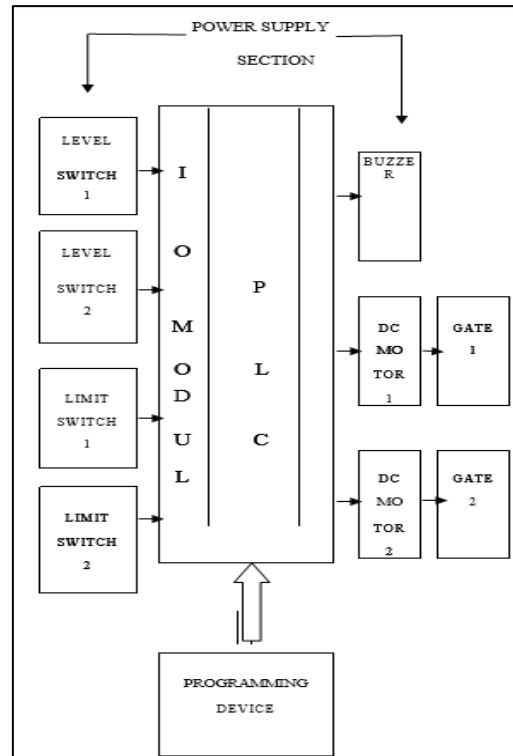 POWER SUPPLY
SECTION
LEVEL
SWITCH
1
LEVEL
SWITCH
2
LIMIT
SWITCH
1
LIMIT
SWITCH
2
I
O
M
O
D
U
L
P
L
C
BUZZE
R
DC
MO
TOR
1
GATE
1
DC
MO
TOR
2
GATE
2
PROGRAMMING
DEVICE